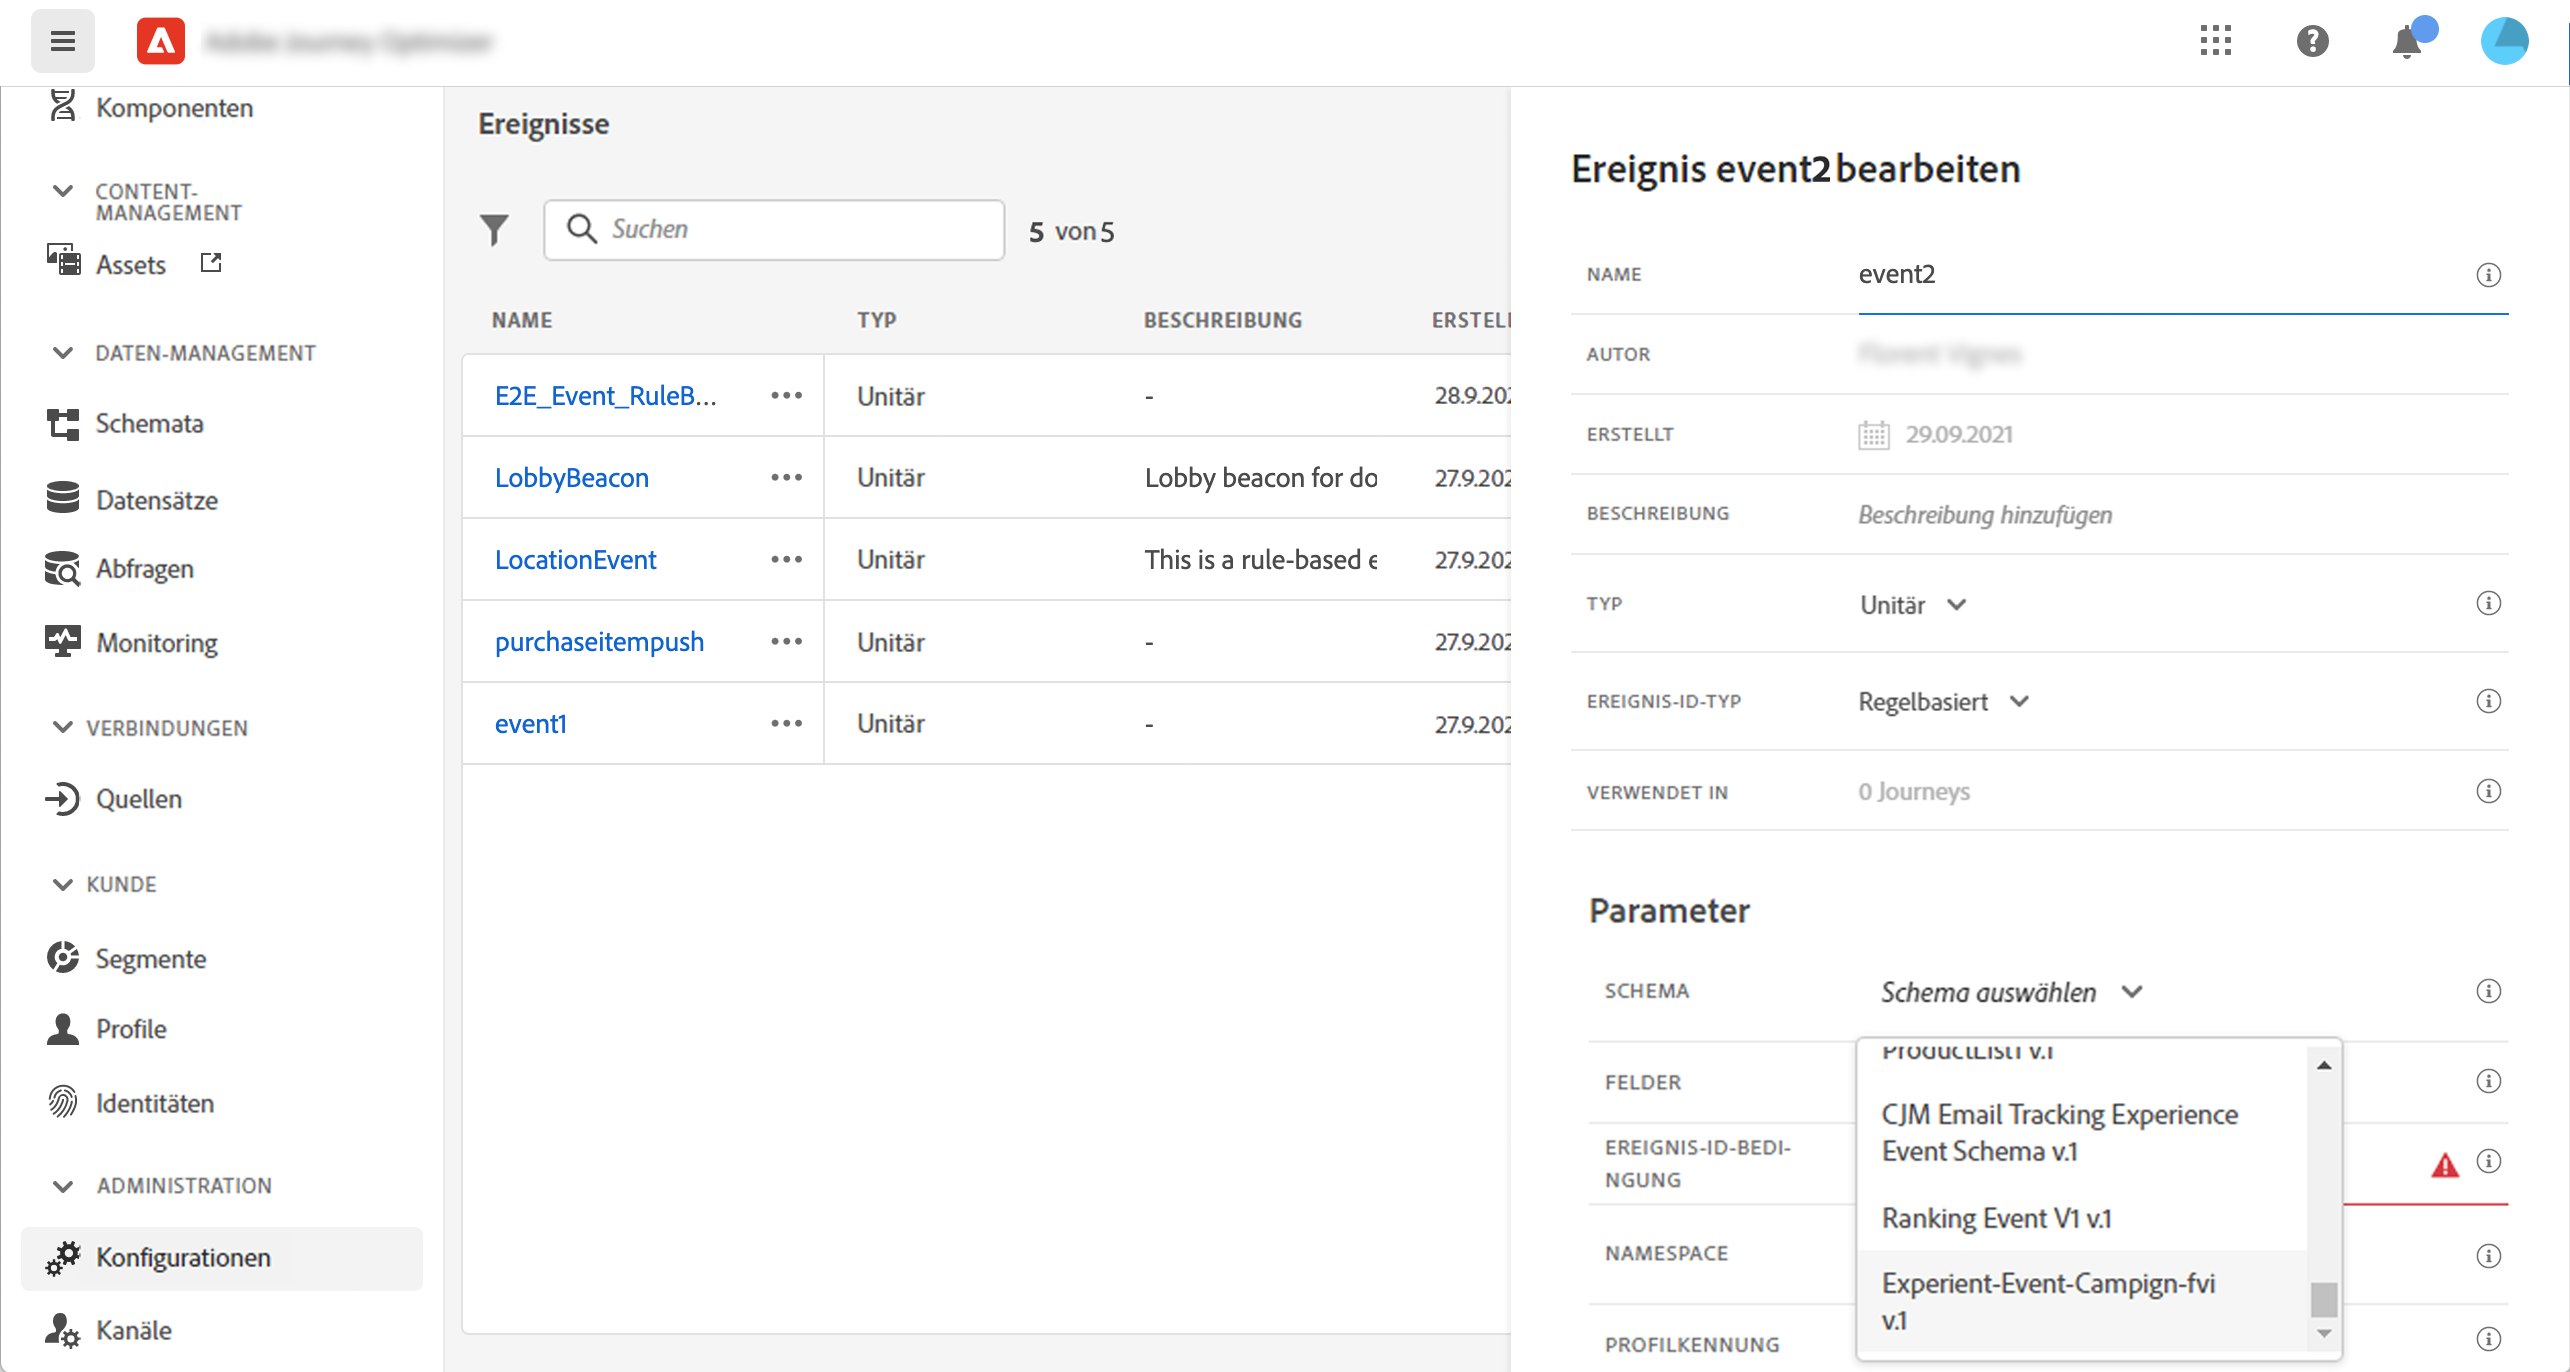 Komponenten
CONTENT-
MANAGEMENT
Assets
DATEN-MANAGEMENT
Schemata
Datensätze
Abfragen
Monitoring
VERBINDUNGEN
Quellen
KUNDE
Segmente
Profile
Identitäten
ADMINISTRATION
Konfigurationen
Kanäle
Ereignisse
Suchen
5 von 5
NAME TYP BESCHREIBUNG ERSTELL
E2E_Event_RuleB... Unitär - 28.9.202
LobbyBeacon Unitär Lobby beacon for do 27.9.202
LocationEvent Unitär This is a rule-based e 27.9.202
purchaseitempush Unitär - 27.9.202
event1 Unitär - 27.9.202
Ereignis event2 bearbeiten
NAME event2
AUTOR
ERSTELLT 29.09.2021
BESCHREIBUNG Beschreibung hinzufügen
TYP Unitär
EREIGNIS-ID-TYP Regelbasiert
VERWENDET IN 0 Journeys
Parameter
SCHEMA Schema auswählen
FELDER
EREIGNIS-ID-BEDI-
NGUNG
NAMESPACE
PROFILKENNUNG
ProductList1 v.1
CJM Email Tracking Experience
Event Schema v.1
Ranking Event V1 v.1
Experient-Event-Campign-fvi
v.1